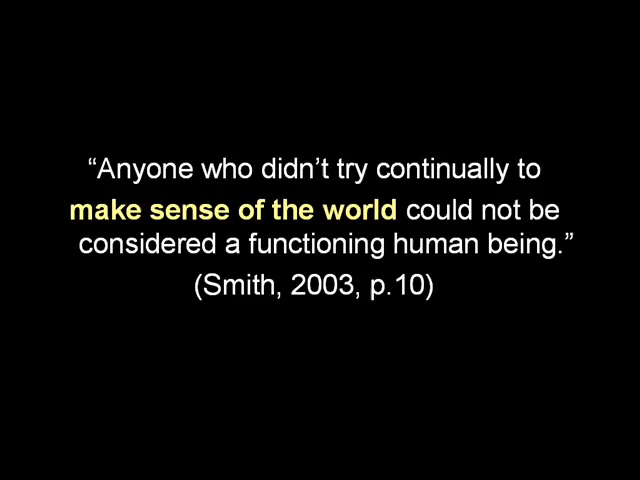 “Anyone who didn’t try continually to
make sense of the world could not be
considered a functioning human being.”
(Smith, 2003, p.10)